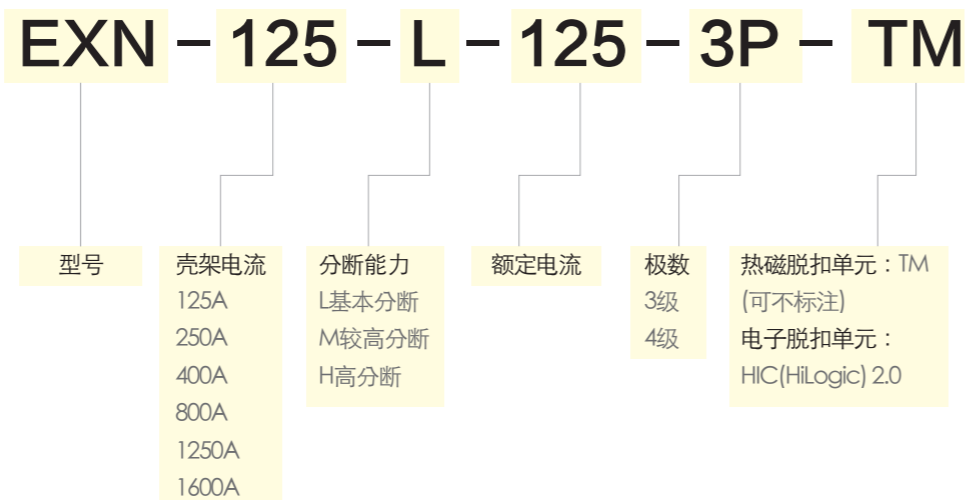 EXN-125-L-125-3P-TM
型号
壳架电流
125A
250A
400A
800A
1250A
1600A
分断能力
L基本分断
M较高分断
H高分断
额定电流
极数
3级
4级
热磁脱扣单元：TM
(可不标注)
电子脱扣单元：
HIC(HiLogic) 2.0